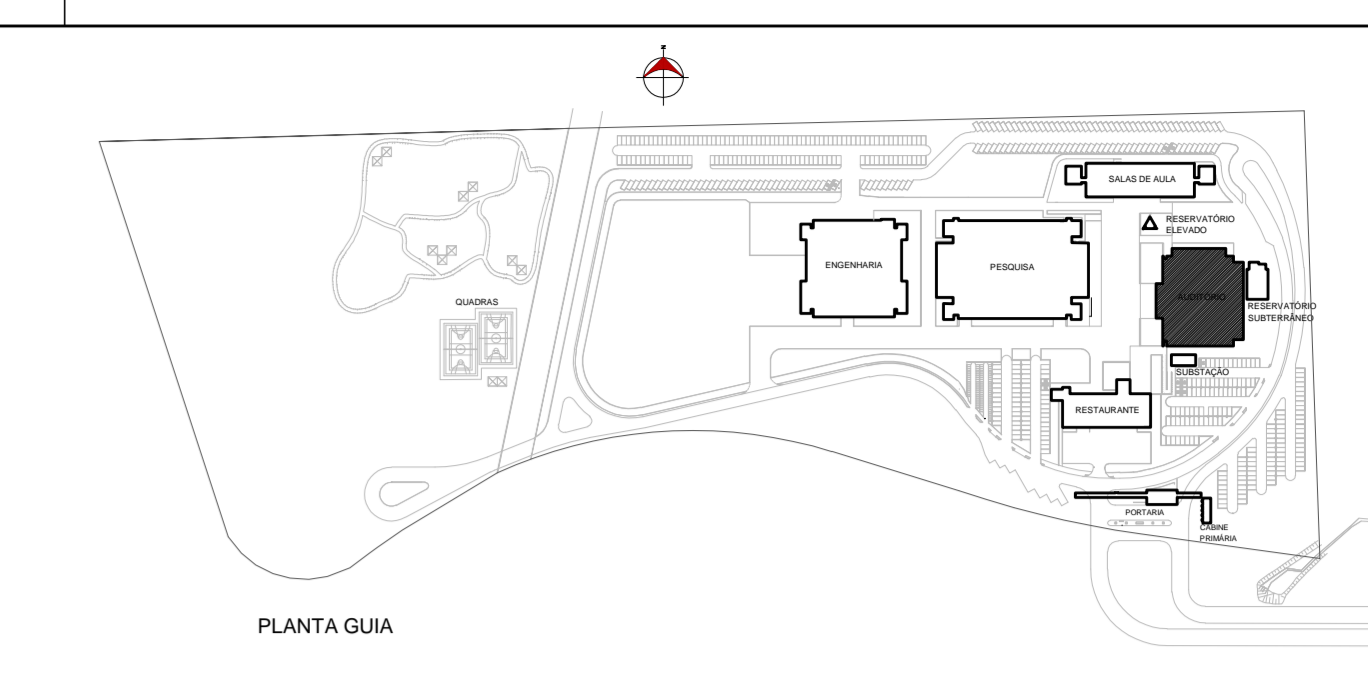 N
SALAS DE AULA
RESERVATÓRIO
ELEVADO
ENGENHARIA
PESQUISA
AUDITÓRIO
RESERVATÓRIO
SUBTERRÂNEO
QUADRAS
SUBSTAÇÃO
RESTAURANTE
PORTARIA
CABINE
PRIMÁRIA
PLANTA GUIA